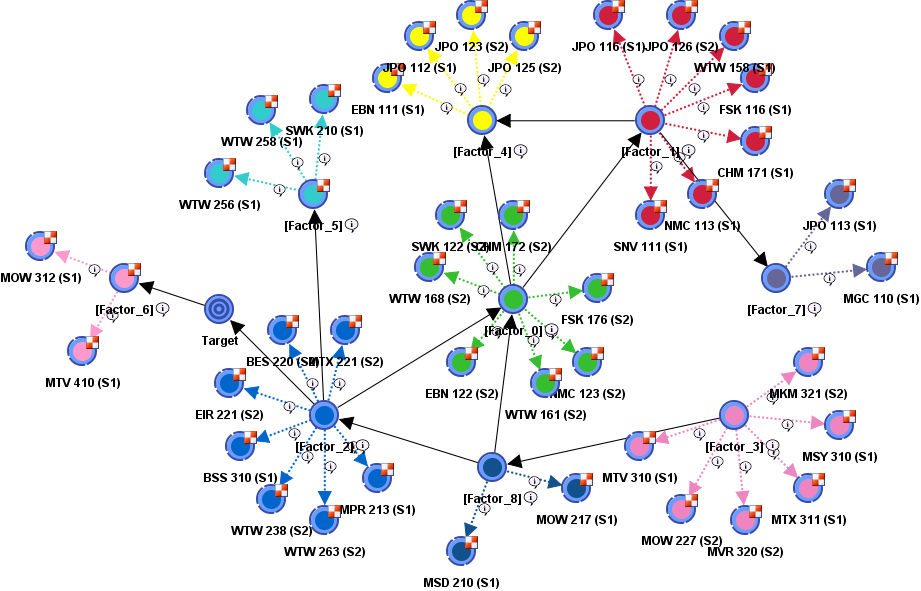 JPO 123 (S2)
JPO 116 (S1)
JPO 126 (S2)
JPO 112 (S1)
JPO 125 (S2)
WTW 158 (S1)
EBN 111 (S1)
FSK 116 (S1)
SWK 210 (S1)
WTW 258 (S1)
[Factor_4]
[Factor_1]
CHM 171 (S1)
WTW 256 (S1)
[Factor_5]
NMC 113 (S1)
JPO 113 (S1)
SNV 111 (S1)
SWK 122 (S2)
MOW 312 (S1)
WTW 168 (S2)
MGC 110 (S1)
[Factor_6]
[Factor_7]
FSK 176 (S2)
[Factor_0]
Target
BES 220
MTX 221 (S2)
MTV 410 (S1)
EBN 122 (S2)
NMC 123 (S2)
MKM 321 (S2)
EIR 221 (S2)
WTW 161 (S2)
[Factor_2]
[Factor_3]
MSY 310 (S1)
BSS 310 (S1)
MTV 310 (S1)
[Factor_8]
MPR 213 (S1)
MOW 217 (S1)
MTX 311 (S1)
WTW 238 (S2)
MOW 227 (S2)
WTW 263 (S2)
MVR 320 (S2)
MSD 210 (S1)